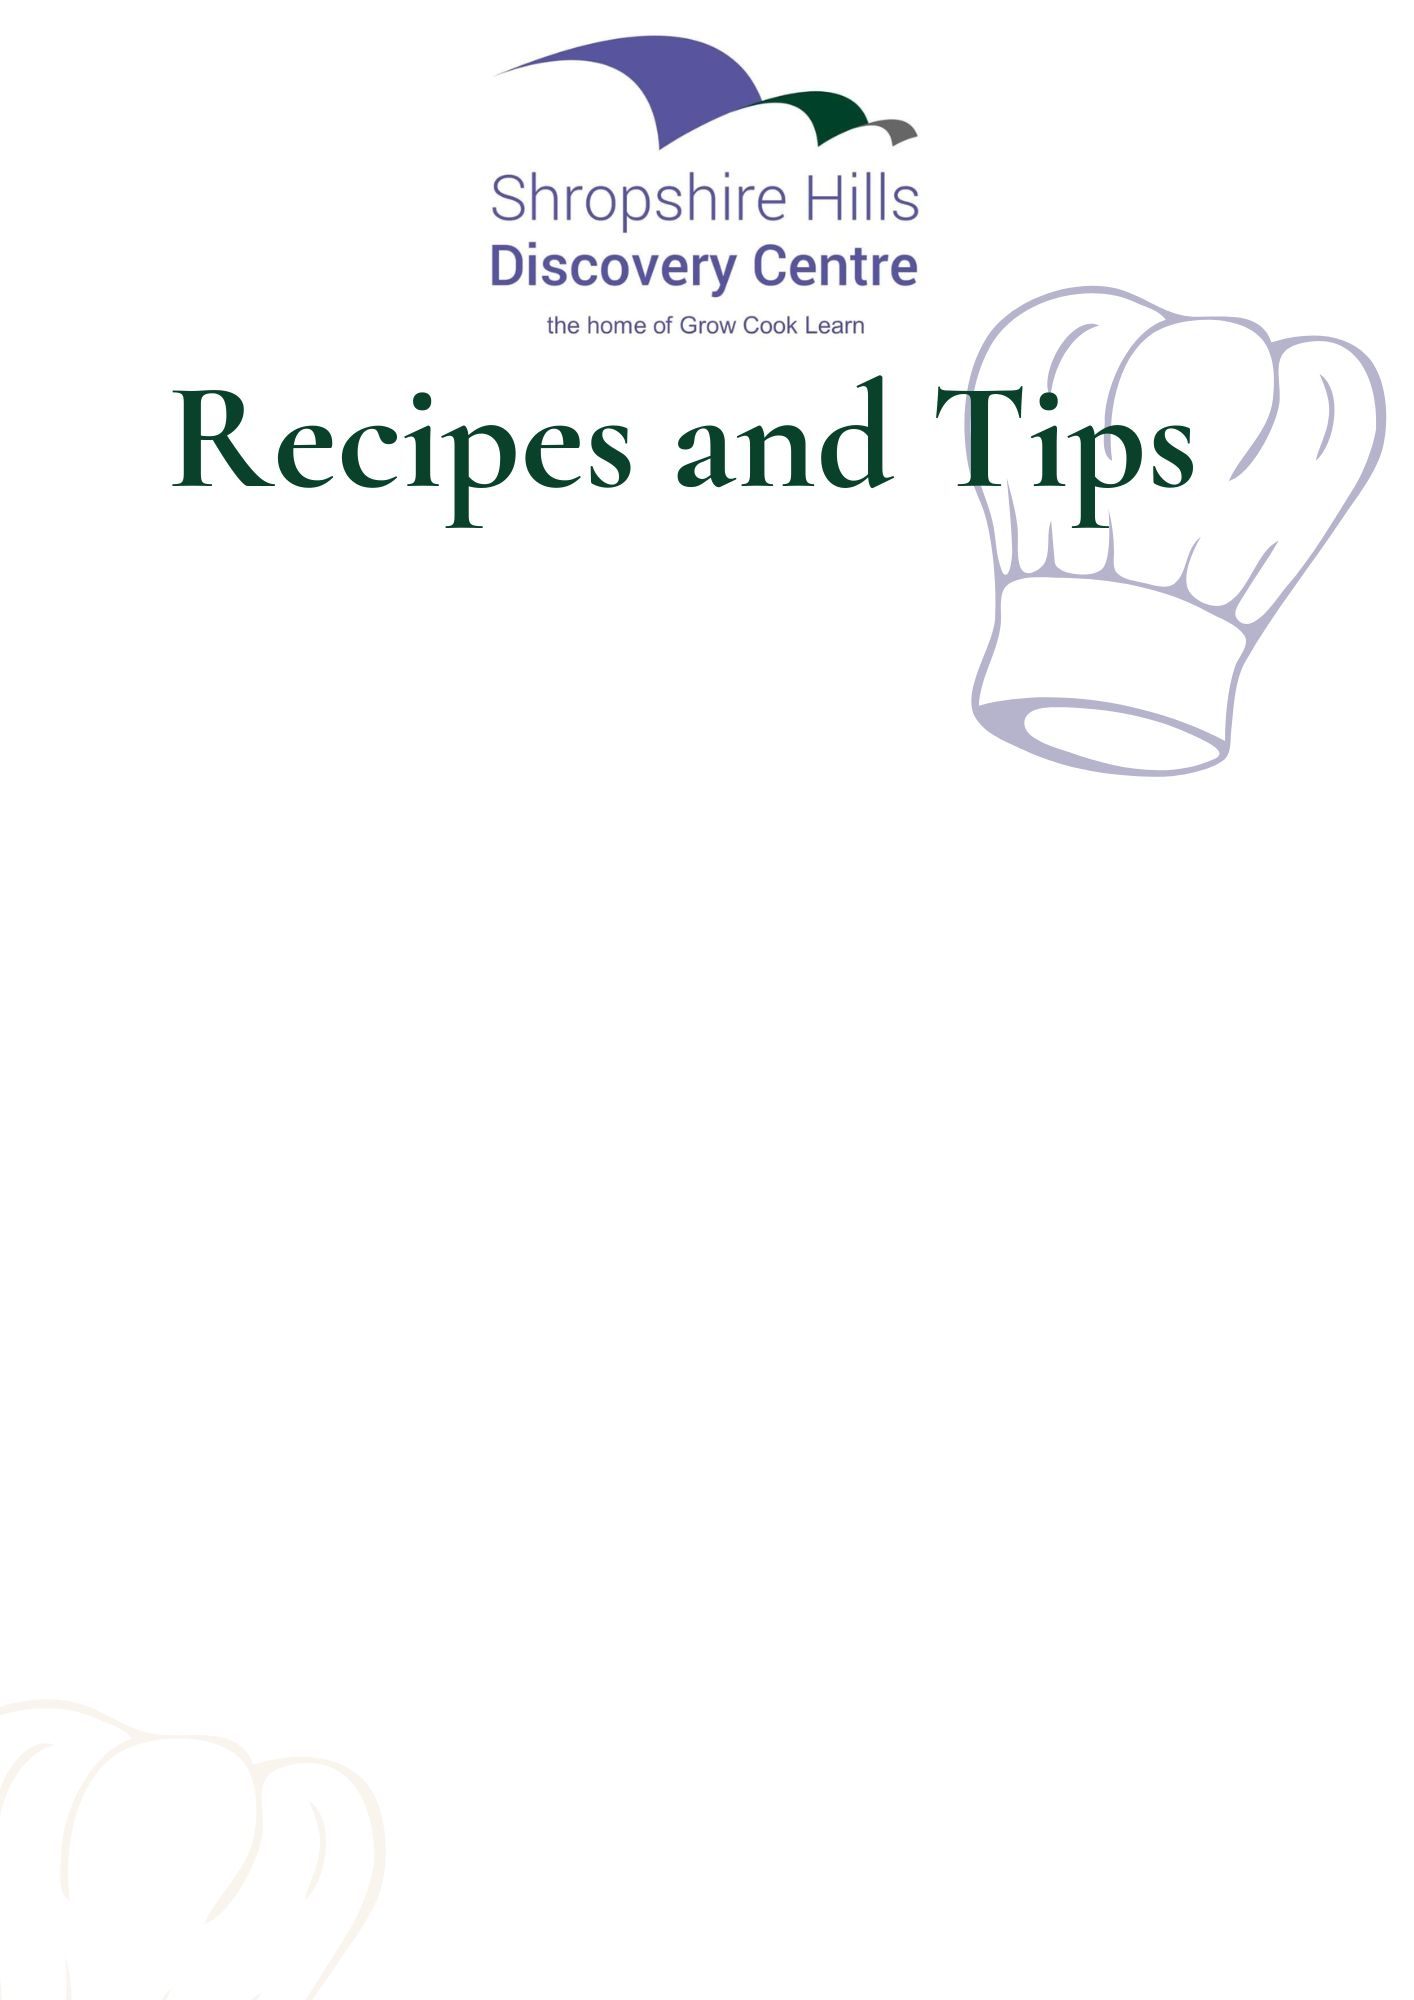 Shropshire Hills
Discovery Centre
the home of Grow Cook Learn
Recipes and Tips